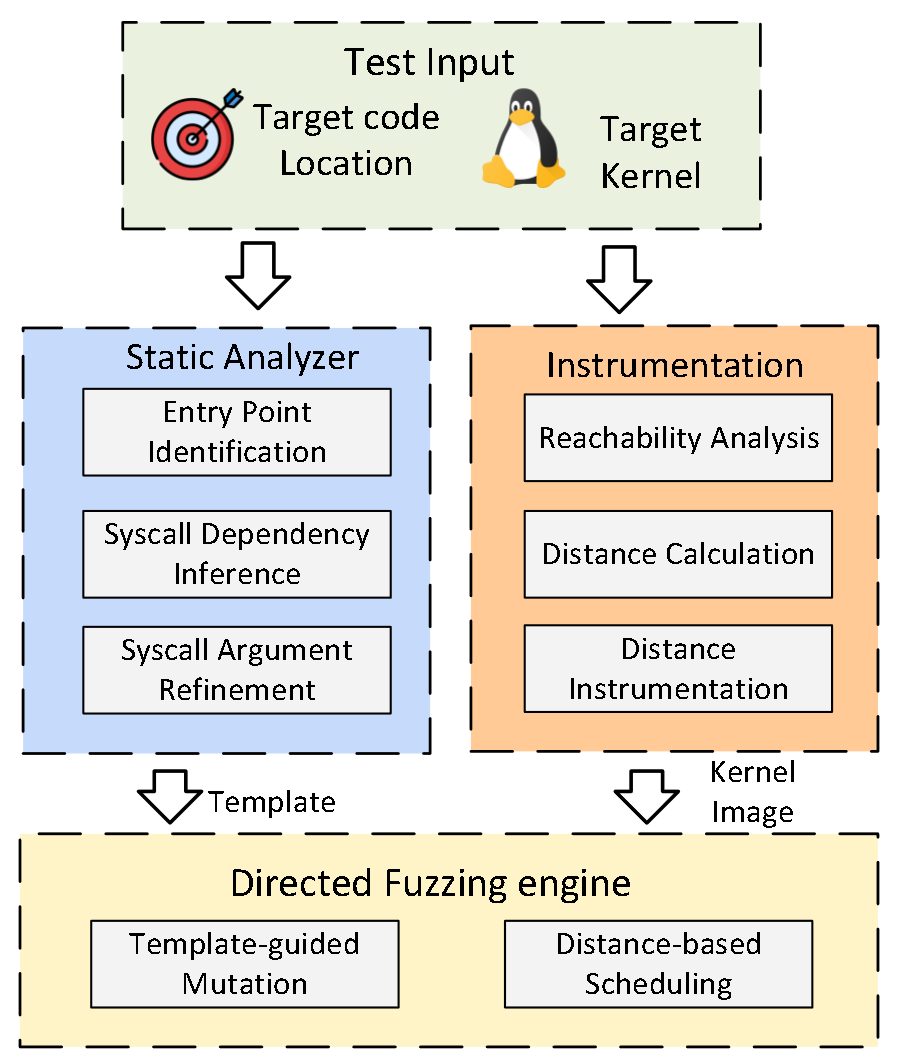 Test Input
Target code
Location
Target
Kernel
Static Analyzer
Entry Point
Identification
Syscall Dependency
Inference
Syscall Argument
Refinement
Instrumentation
Reachability Analysis
Distance Calculation
Distance
Instrumentation
Template
Kernel
Image
Directed Fuzzing engine
Template-guided
Mutation
Distance-based
Scheduling